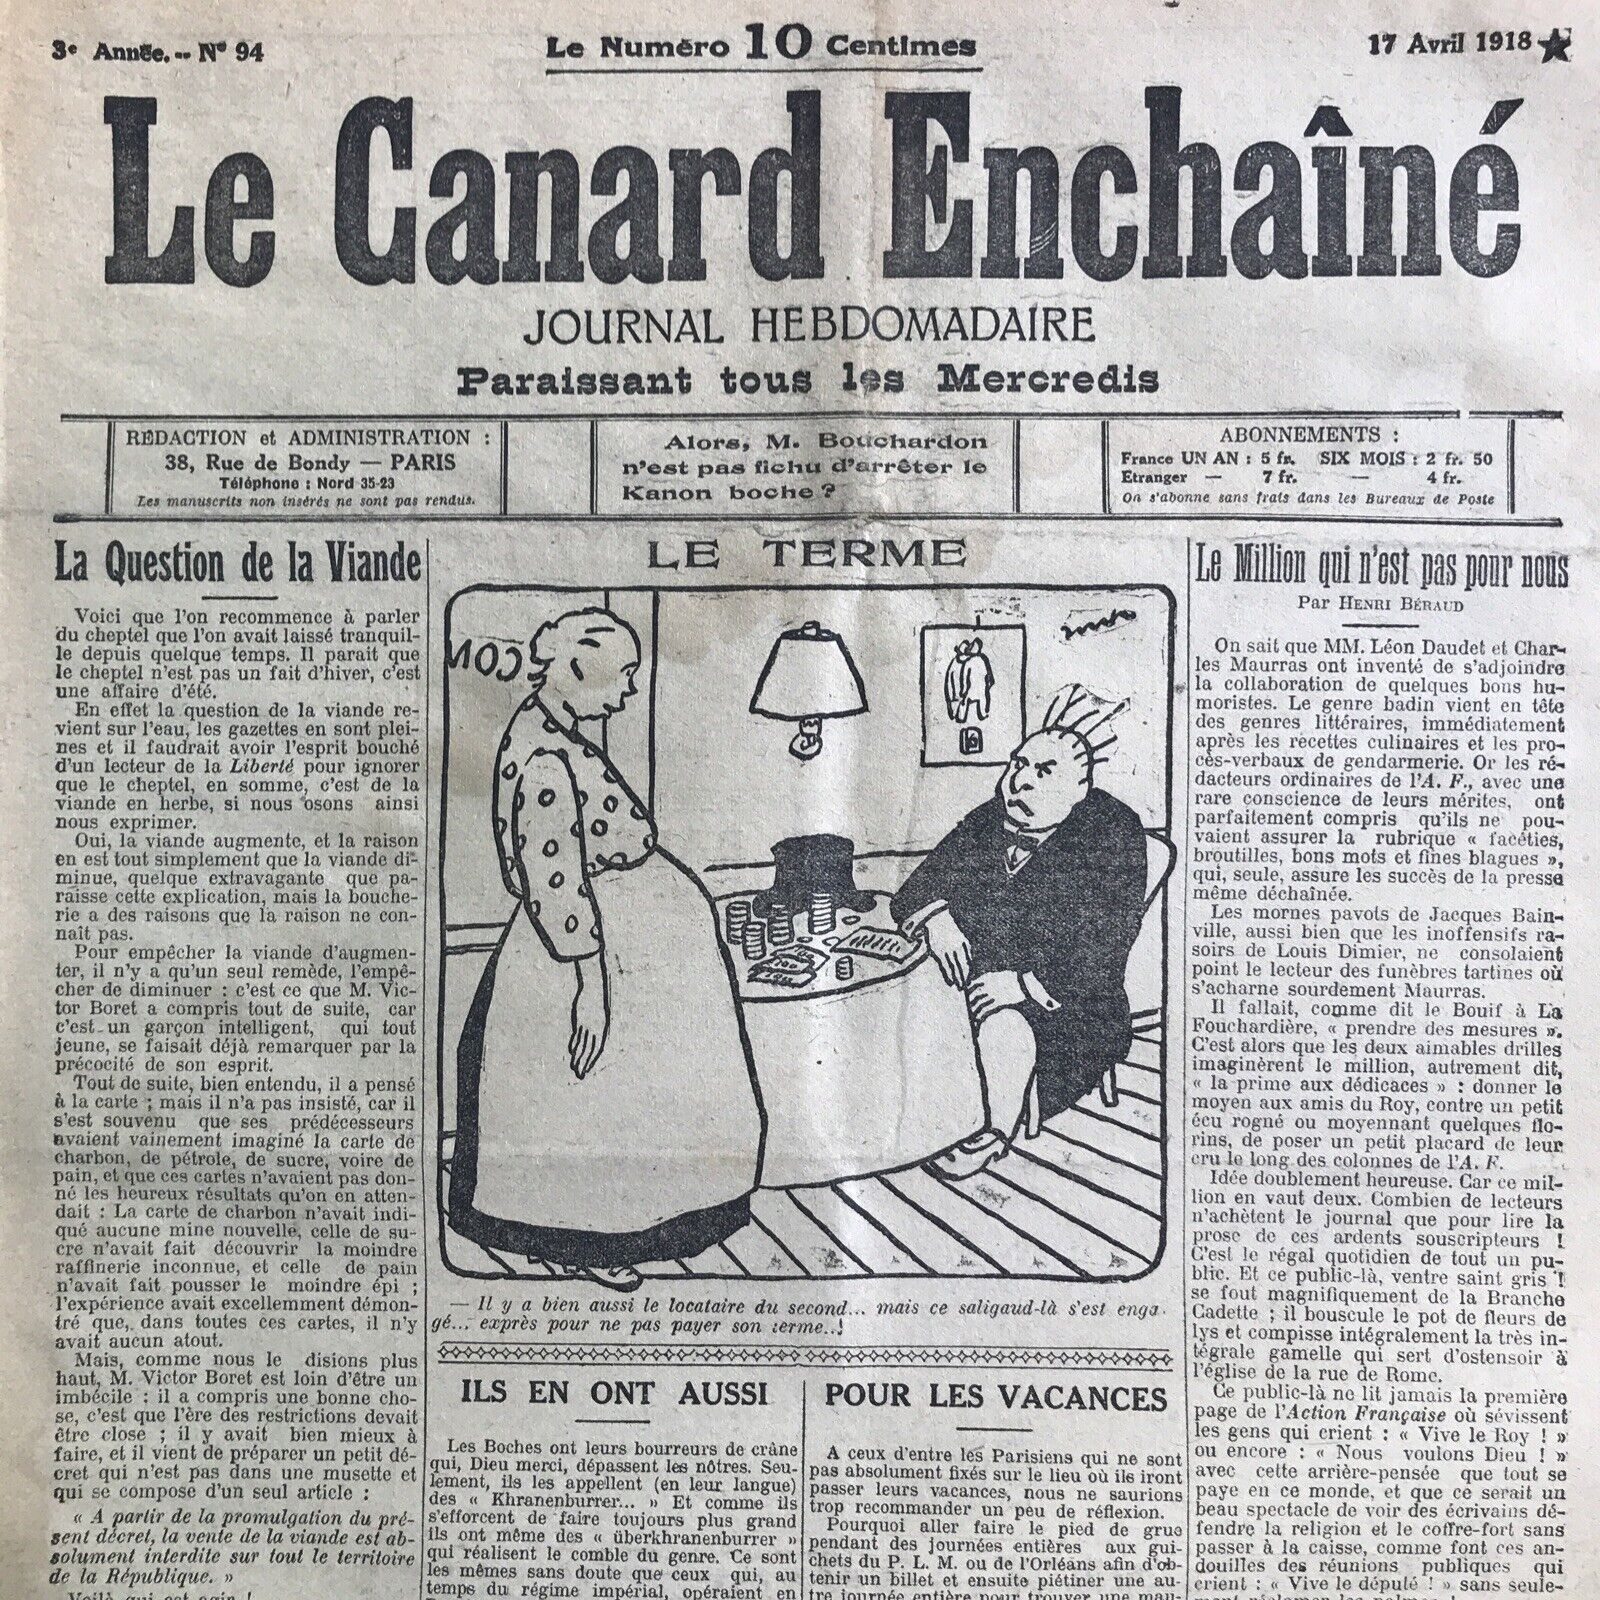 3e Année. -- N° 94
Le Numéro 10 Centimes
17 Avril 1918
Le Canard Enchaîné
JOURNAL HEBDOMADAIRE
Paraissant tous les Mercredis
RÉDACTION et ADMINISTRATION :
38, Rue de Bondy — PARIS
Téléphone : Nord 35-23
Les manuscrits non insérés ne sont pas rendus.
Alors, M. Bouchardon
n'est pas fichu d'arrêter le
Kanon boche ?
ABONNEMENTS :
France UN AN : 5 fr. SIX MOIS : 2 fr. 50
Etranger — 7 fr. — 4 fr.
On s'abonne sans frais dans les Bureaux de Poste
La Question de la Viande
Voici que l'on recommence à parler
du cheptel que l'on avait laissé tranquil-
le depuis quelque temps. Il parait que
le cheptel n'est pas un fait d'hiver, c'est
une affaire d'été.
En effet la question de la viande re-
vient sur l'eau, les gazettes en sont plei-
nes et il faudrait avoir l'esprit bouché
d'un lecteur de la Liberté pour ignorer
que le cheptel, en somme, c'est de la
viande en herbe, si nous osons ainsi
nous exprimer.
Oui, la viande augmente, et la raison
en est tout simplement que la viande di-
minue, quelque extravagante que pa-
raisse cette explication, mais la bouche-
rie a des raisons que la raison ne con-
naît pas.
Pour empêcher la viande d'augmen-
ter, il n'y a qu'un seul remède, l'empê-
cher de diminuer : c'est ce que M. Vic-
tor Boret a compris tout de suite, car
c'est un garçon intelligent, qui tout
jeune, se faisait déjà remarquer par la
précocité de son esprit.
Tout de suite, bien entendu, il a pensé
à la carte ; mais il n'a pas insisté, car il
s'est souvenu que ses prédécesseurs
avaient vainement imaginé la carte de
charbon, de pétrole, de sucre, voire de
pain, et que ces cartes n'avaient pas don-
né les heureux résultats qu'on en atten-
dait : La carte de charbon n'avait indi-
qué aucune mine nouvelle, celle de su-
cre n'avait fait découvrir la moindre
raffinerie inconnue, et celle de pain
n'avait fait pousser le moindre épi ;
l'expérience avait excellemment démon-
tré que, dans toutes ces cartes, il n'y
avait aucun atout.
Mais, comme nous le disions plus
haut, M. Victor Boret est loin d'être un
imbécile : il a compris une bonne cho-
se, c'est que l'ère des restrictions devait
être close ; il y avait bien mieux à
faire, et il vient de préparer un petit dé-
cret qui n'est pas dans une musette et
qui se compose d'un seul article :
« A partir de la promulgation du pré-
sent décret, la vente de la viande est ab-
solument interdite sur tout le territoire
de la République. »
Voilà qui est
LE TERME
— Il y a bien aussi le locataire du second... mais ce saligaud-là s'est enga-
gé... exprès pour ne pas payer son terme..!
ILS EN ONT AUSSI
Les Boches ont leurs bourreurs de crâne
qui, Dieu merci, dépassent les nôtres. Seu-
lement, ils les appellent (en leur langue)
des « Khranenburrer... » Et comme ils
s'efforcent de faire toujours plus grand
ils ont même des « überkhranenburrer »
qui réalisent le comble du genre. Ce sont
les mêmes sans doute que ceux qui, au
temps du régime impérial, opéraient en
POUR LES VACANCES
A ceux d'entre les Parisiens qui ne sont
pas absolument fixés sur le lieu où ils iront
passer leurs vacances, nous ne saurions
trop recommander un peu de réflexion.
Pourquoi aller faire le pied de grue
pendant des journées entières aux gui-
chets du P. L. M. ou de l'Orléans afin d'ob-
tenir un billet et ensuite piétiner une au-
tre journée entière pour trouver une mau-
Le Million qui n'est pas pour nous
Par HENRI BÉRAUD
On sait que MM. Léon Daudet et Char-
les Maurras ont inventé de s'adjoindre
la collaboration de quelques bons hu-
moristes. Le genre badin vient en tête
des genres littéraires, immédiatement
après les recettes culinaires et les pro-
cès-verbaux de gendarmerie. Or les ré-
dacteurs ordinaires de l'A. F., avec une
rare conscience de leurs mérites, ont
parfaitement compris qu'ils ne pou-
vaient assurer la rubrique « facéties,
broutilles, bons mots et fines blagues »,
qui, seule, assure les succès de la presse
même déchaînée.
Les mornes pavots de Jacques Bain-
ville, aussi bien que les inoffensifs ra-
soirs de Louis Dimier, ne consolaient
point le lecteur des funèbres tartines où
s'acharne sourdement Maurras.
Il fallait, comme dit le Bouif à La
Fouchardière, « prendre des mesures ».
C'est alors que les deux aimables drilles
imaginèrent le million, autrement dit,
« la prime aux dédicaces » : donner le
moyen aux amis du Roy, contre un petit
écu rogné ou moyennant quelques flo-
rins, de poser un petit placard de leur
cru le long des colonnes de l'A. F.
Idée doublement heureuse. Car ce mil-
lion en vaut deux. Combien de lecteurs
n'achètent le journal que pour lire la
prose de ces ardents souscripteurs !
C'est le régal quotidien de tout un pu-
blic. Et ce public-là, ventre saint gris !
se fout magnifiquement de la Branche
Cadette ; il bouscule le pot de fleurs de
lys et compisse intégralement la très in-
tégrale gamelle qui sert d'ostensoir à
l'église de la rue de Rome.
Ce public-là ne lit jamais la première
page de l'Action Française où sévissent
les gens qui crient : « Vive le Roy ! »
ou encore : « Nous voulons Dieu ! »
avec cette arrière-pensée que tout se
paye en ce monde, et que ce serait un
beau spectacle de voir des écrivains dé-
fendre la religion et le coffre-fort sans
passer à la caisse, comme font ces an-
douilles des réunions publiques qui
crient : « Vive le député ! » sans seule-